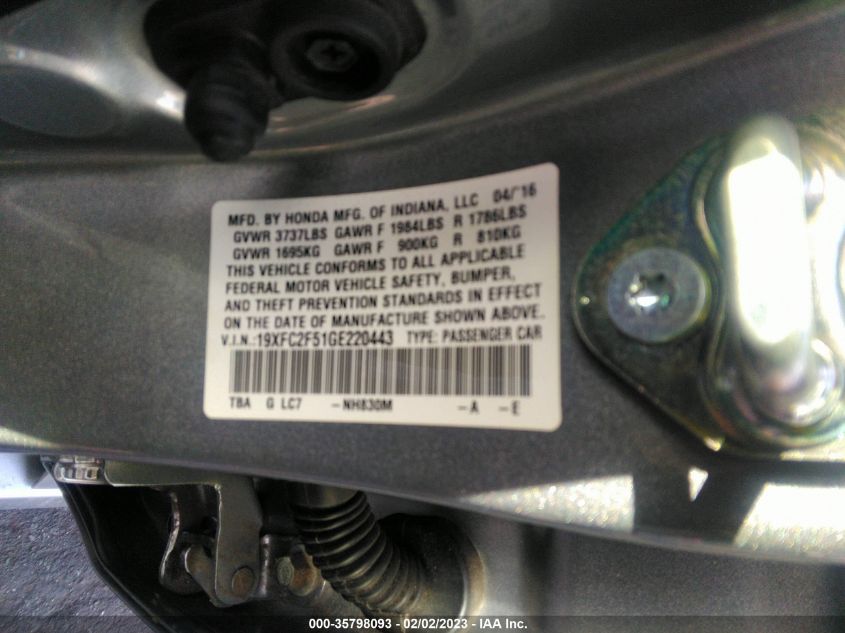 MFD. BY HONDA MFG. OF INDIANA, LLC 04/'16
GVWR 3737LBS GAWR F 1984LBS R 1786LBS
GVWR 1695KG GAWR F 900KG R 810KG
THIS VEHICLE CONFORMS TO ALL APPLICABLE
FEDERAL MOTOR VEHICLE SAFETY, BUMPER,
AND THEFT PREVENTION STANDARDS IN EFFECT
ON THE DATE OF MANUFACTURE SHOWN ABOVE.
V.I.N.:19XFC2F51GE220443 TYPE: PASSENGER CAR
TBA G LC7 -NH830M -A -E
000-35798093 - 02/02/2023 - IAA Inc.